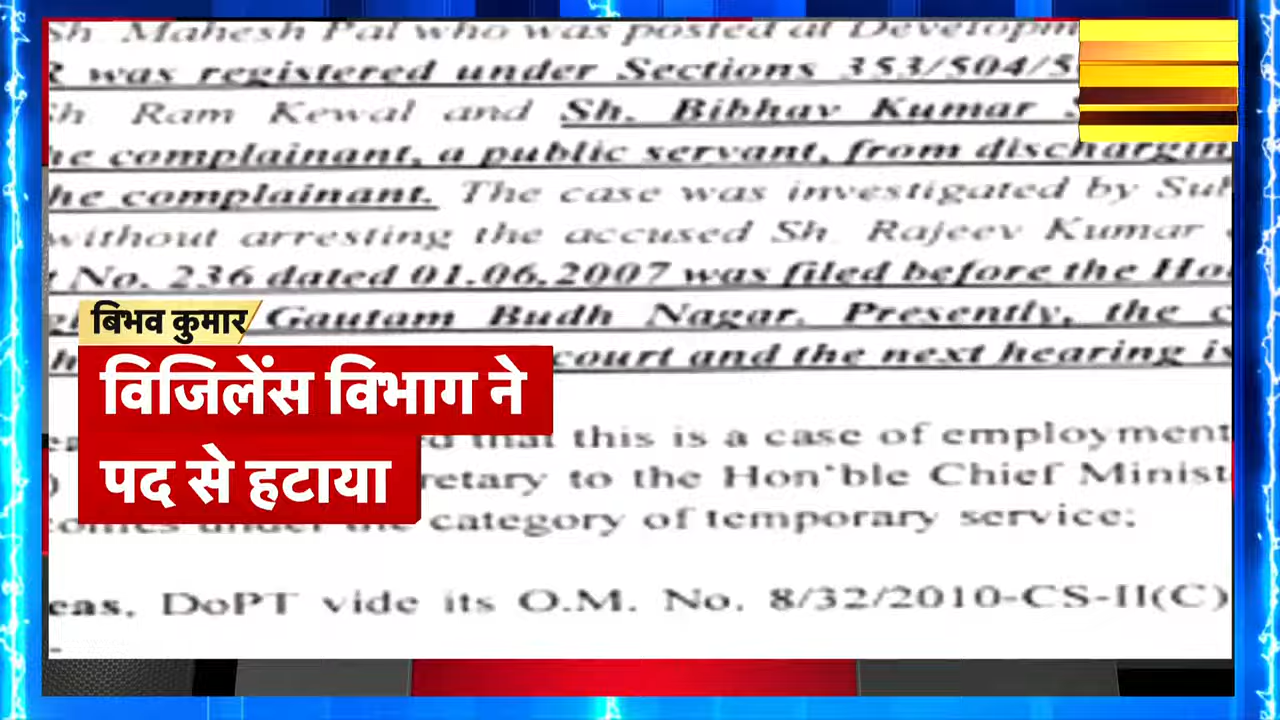 Sh. Mahesh Pal who was posted at
R was registered under Sections 353/504/
Sh. Ram Kewal and Sh. Bibhav Kumar
he complainant, a public servant, from
he complainant. The case was investigated by
without arresting the accused Sh. Rajeev Kumar
t No. 236 dated 01.06.2007 was filed before the
बिभव कुमार
Gautam Budh Nagar. Presently, the
विजिलेंस विभाग ने
court and the next hearing is
that this is a case of employment
पद से हटाया
to the Hon'ble Chief
category of temporary service;
DoPT vide its O.M. No. 8/32/2010-CS-II(C)